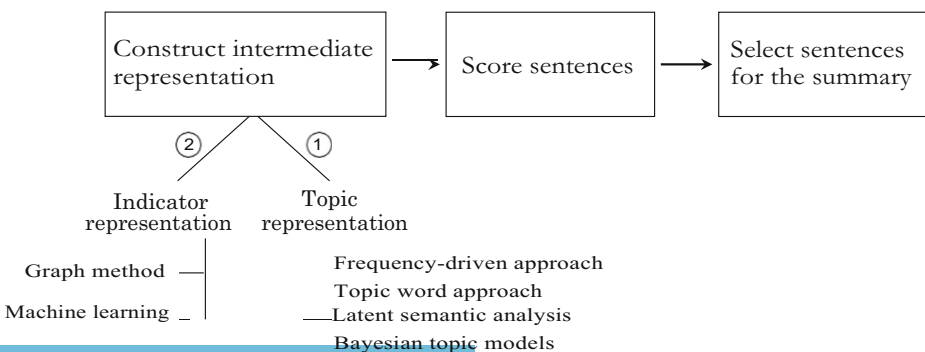 Construct intermediate
representation
Score sentences
Select sentences
for the summary
②
①
Indicator
representation
Topic
representation
Graph method
Machine learning
Frequency-driven approach
Topic word approach
Latent semantic analysis
Bayesian topic models